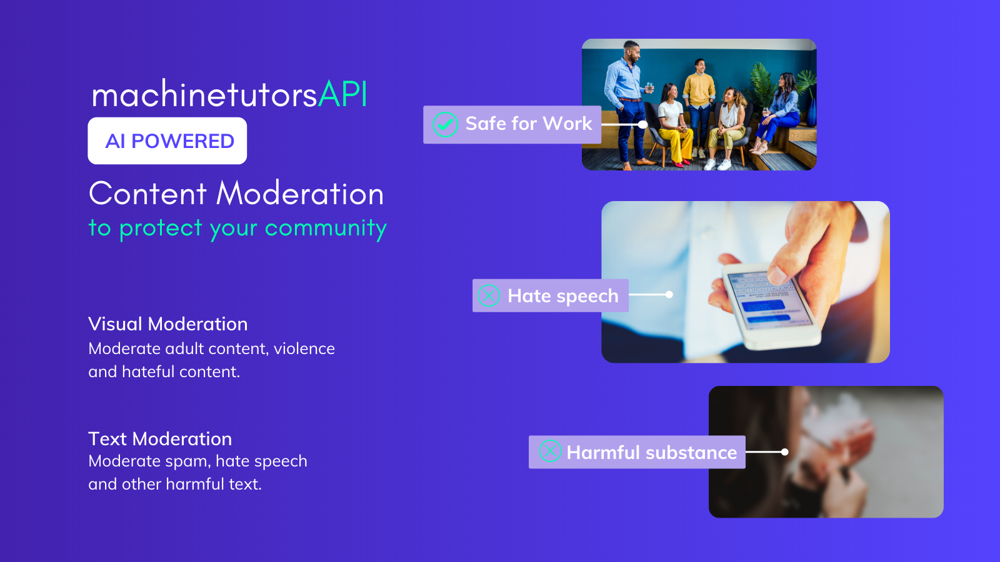 machinetutorsAPI
AI POWERED
Content Moderation
to protect your community
Visual Moderation
Moderate adult content, violence
and hateful content.
Text Moderation
Moderate spam, hate speech
and other harmful text.
Safe for Work
Hate speech
Harmful substance